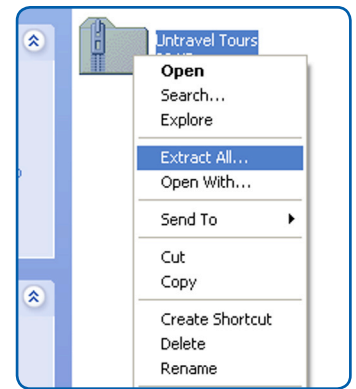 Untravel Tours
Open
Search...
Explore
Extract All...
Open With...
Send To
Cut
Copy
Create Shortcut
Delete
Rename